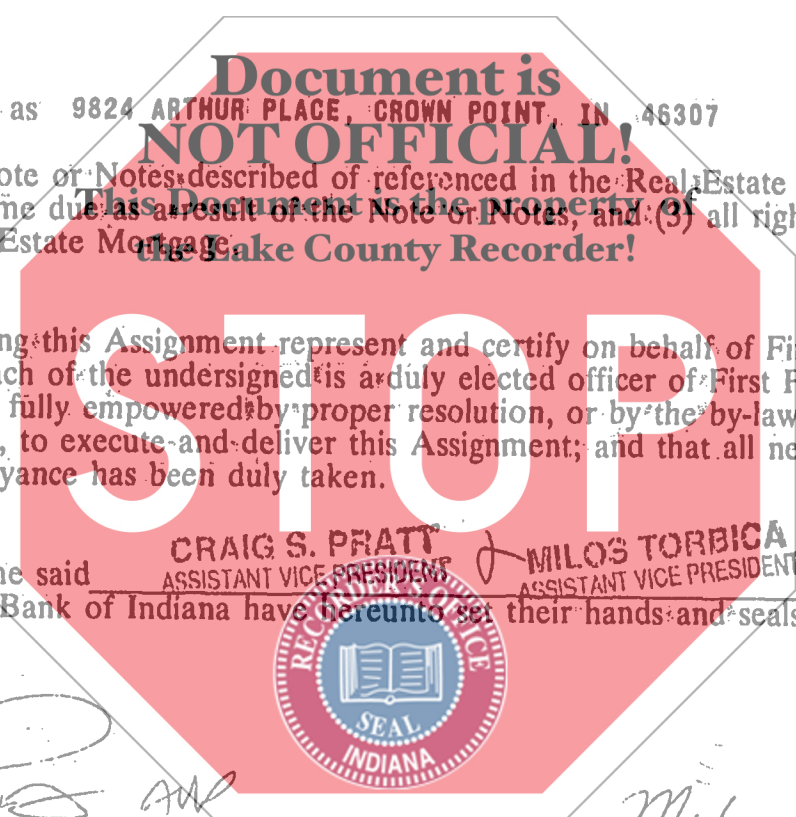 Document is
as 9824 ARTHUR PLACE, CROWN POINT, IN 46307
NOT OFFICIAL!
ote or Notes described of referenced in the Real Estate
This Document is the property of
me due as a result of the Note or Notes, and (3) all righ
Estate Mortgage.
the Lake County Recorder!
STOP
ng this Assignment represent and certify on behalf of Fi
ch of the undersigned is a duly elected officer of First F
fully empowered by proper resolution, or by the by-law
, to execute and deliver this Assignment; and that all ne
yance has been duly taken.
CRAIG S. PRATT & MILOS TORBICA
ne said ASSISTANT VICE PRESIDENT ASSISTANT VICE PRESIDENT
Bank of Indiana have hereunto set their hands and seals
RECORDER'S OFFICE
SEAL
INDIANA
AVP